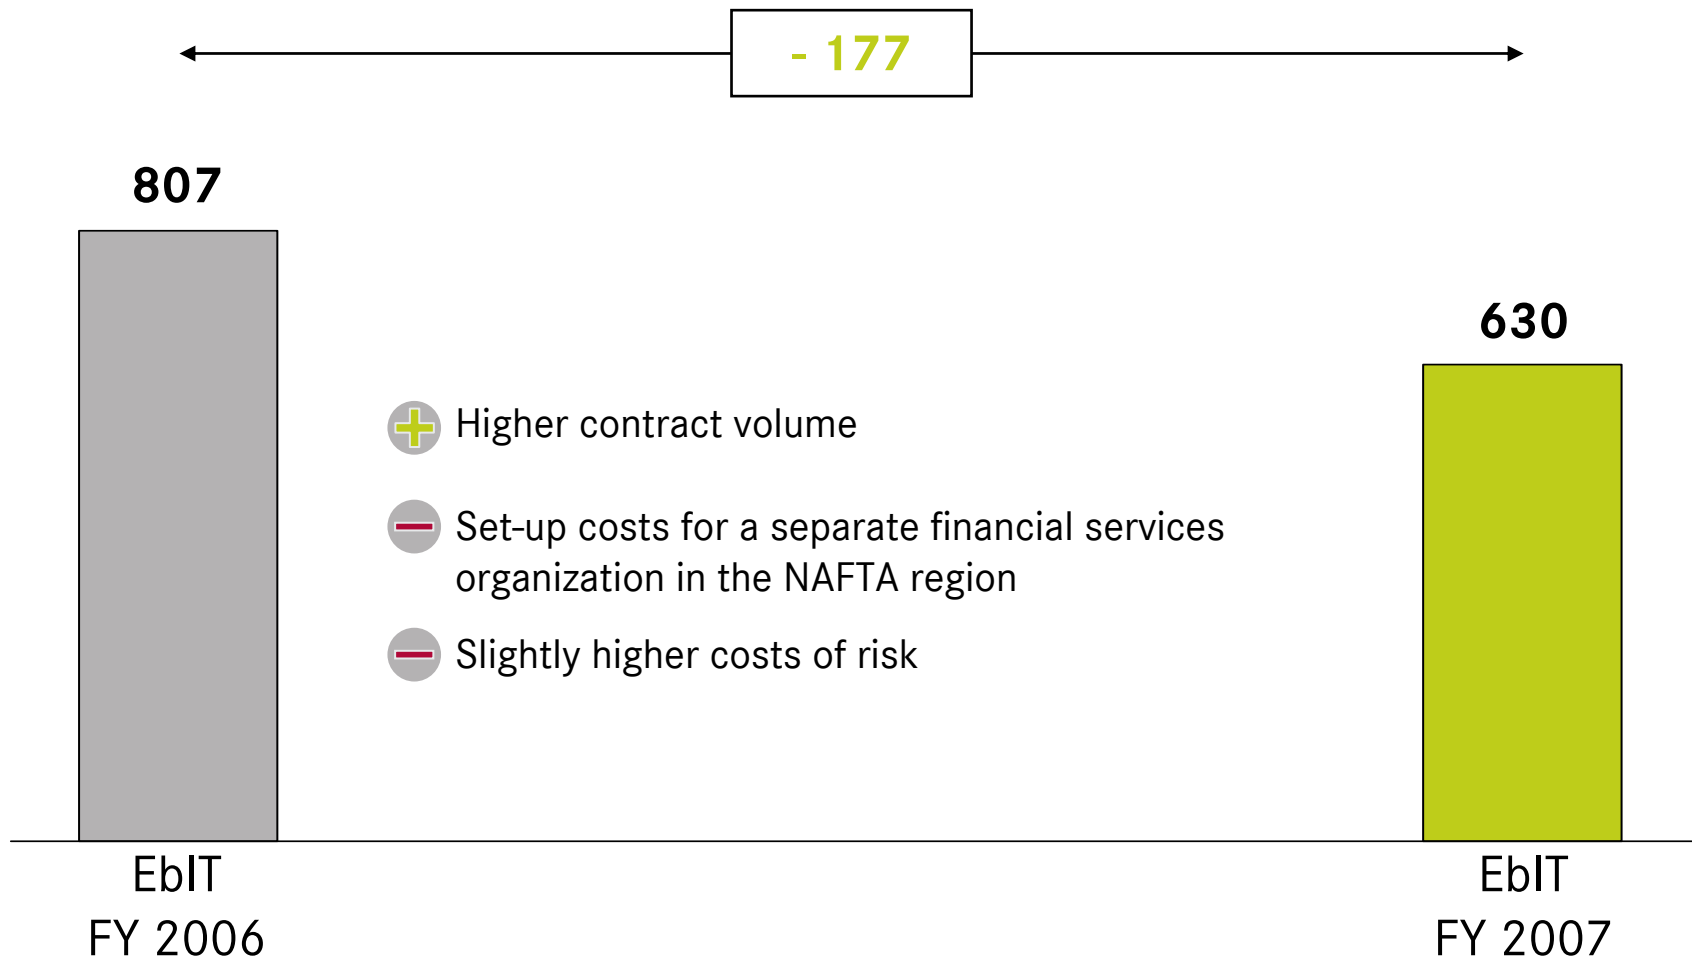 - 177
807
630
Higher contract volume
Set-up costs for a separate financial services
organization in the NAFTA region
Slightly higher costs of risk
EbIT
FY 2006
EbIT
FY 2007